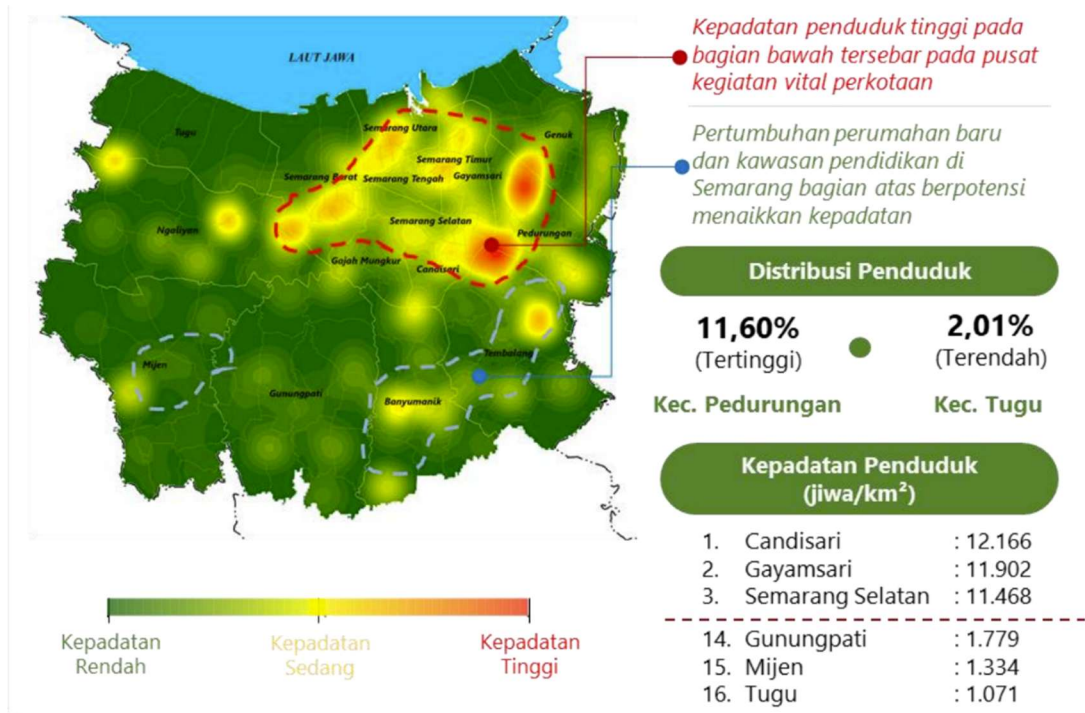 LAUT JAWA
Tugu
Semarang Utara
Genuk
Semarang Timur
Semarang Barat
Semarang Tengah
Gayamsari
Semarang Selatan
Ngaliyan
Pedurungan
Gajah Mungkur
Candisari
Tembalang
Mijen
Gunungpati
Banyumanik
Kepadatan
Rendah
Kepadatan
Sedang
Kepadatan
Tinggi
Kepadatan penduduk tinggi pada
bagian bawah tersebar pada pusat
kegiatan vital perkotaan
Pertumbuhan perumahan baru
dan kawasan pendidikan di
Semarang bagian atas berpotensi
menaikkan kepadatan
Distribusi Penduduk
11,60% 2,01%
(Tertinggi) (Terendah)
Kec. Pedurungan Kec. Tugu
Kepadatan Penduduk
(jiwa/km²)
1. Candisari : 12.166
2. Gayamsari : 11.902
3. Semarang Selatan : 11.468
14. Gunungpati : 1.779
15. Mijen : 1.334
16. Tugu : 1.071